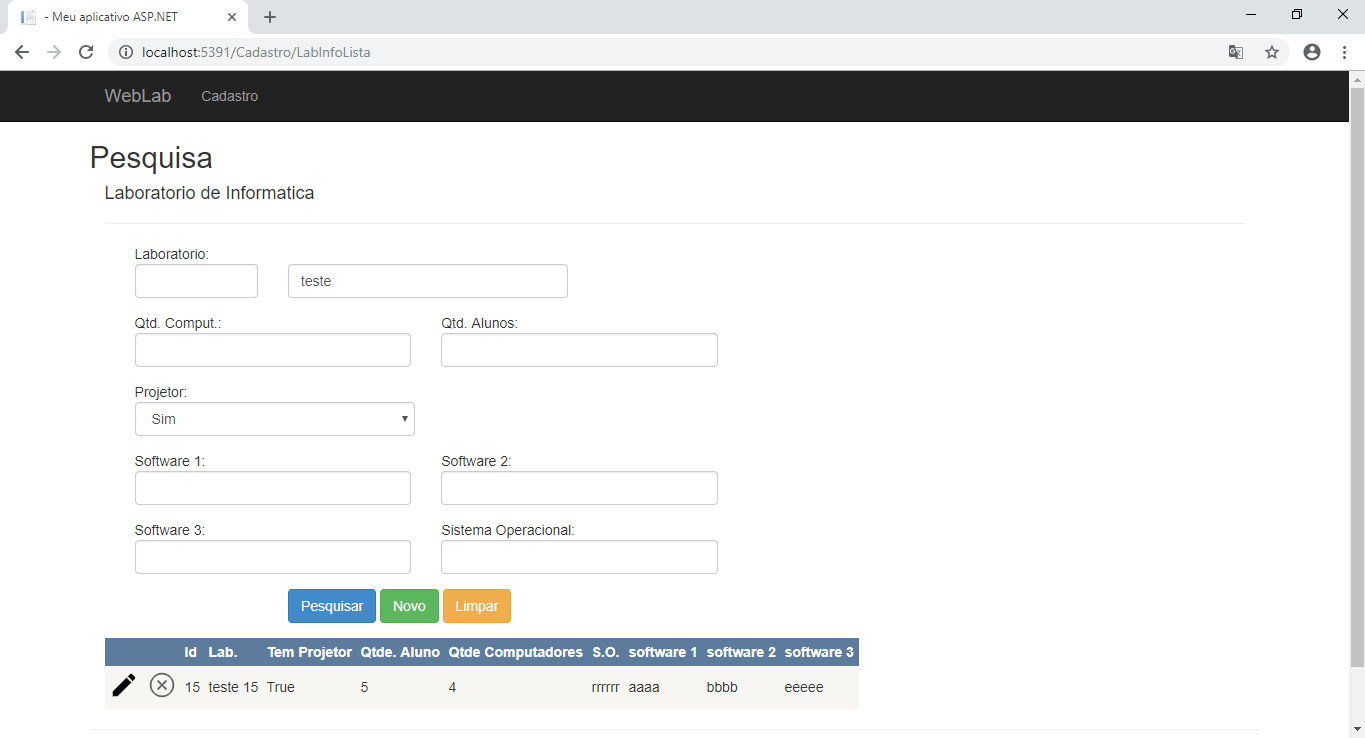 - Meu aplicativo ASP.NET
localhost:5391/Cadastro/LabInfoLista
WebLab Cadastro
Pesquisa
Laboratorio de Informatica
Laboratorio:
teste
Qtd. Comput.: Qtd. Alunos:
Projetor:
Sim
Software 1: Software 2:
Software 3: Sistema Operacional:
Pesquisar Novo Limpar
Id Lab. Tem Projetor Qtde. Aluno Qtde Computadores S.O. software 1 software 2 software 3
15 teste 15 True 5 4 rrrrrr aaaa bbbb eeeee